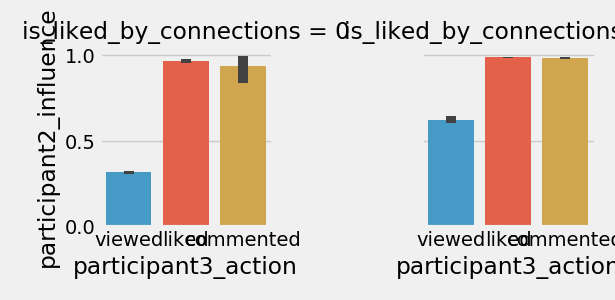 is_liked_by_connections = 0
is_liked_by_connections
participant2_influence
1.0
0.5
0.0
viewed liked commented
viewed liked commented
participant3_action
participant3_action